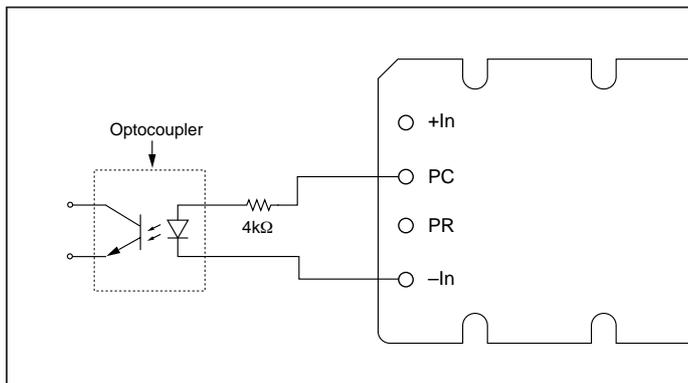 Optocoupler
4kΩ
+In
PC
PR
–In